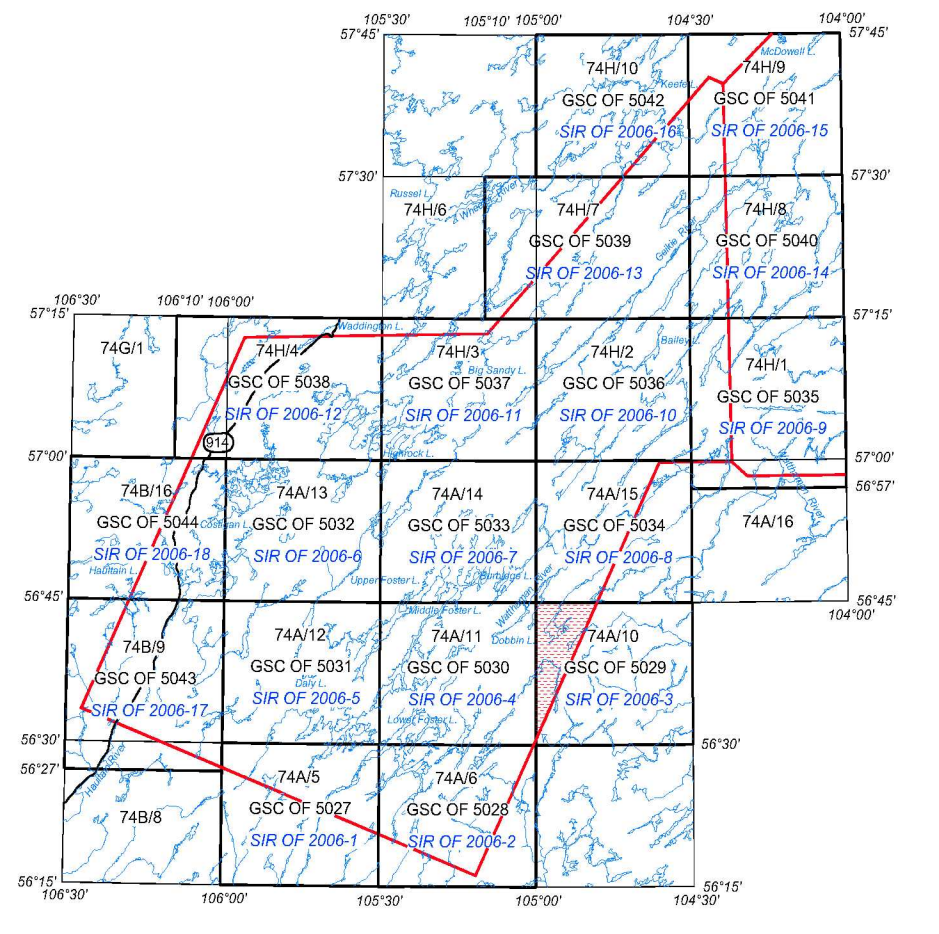 105°30' 105°10' 105°00' 104°30' 104°00'
57°45' 57°45'
McDowell L.
74H/10 74H/9
Keefe L.
GSC OF 5042 GSC OF 5041
SIR OF 2006-16 SIR OF 2006-15
57°30' 57°30'
Russel L.
Wheeler River
74H/6 74H/7 74H/8
Geikie River
GSC OF 5039 GSC OF 5040
SIR OF 2006-13 SIR OF 2006-14
106°30' 106°10' 106°00'
57°15' 57°15'
Waddington L.
Bailey L.
74G/1 74H/4 74H/3 74H/2 74H/1
Big Sandy L.
GSC OF 5038 GSC OF 5037 GSC OF 5036 GSC OF 5035
SIR OF 2006-12 SIR OF 2006-11 SIR OF 2006-10 SIR OF 2006-9
914
57°00' 57°00'
River
56°57'
74B/16 74A/13 74A/14 74A/15 74A/16
GSC OF 5044 GSC OF 5032 GSC OF 5033 GSC OF 5034
Costigan L.
SIR OF 2006-18 SIR OF 2006-6 SIR OF 2006-7 SIR OF 2006-8
Haultain L.
Upper Foster L. Burbidge L.
56°45' 56°45'
104°00'
Middle Foster L.
74B/9 74A/12 74A/11 74A/10
Dobbin L.
GSC OF 5043 GSC OF 5031 GSC OF 5030 GSC OF 5029
Daly L.
SIR OF 2006-17 SIR OF 2006-5 SIR OF 2006-4 SIR OF 2006-3
Lower Foster L.
56°30' 56°30'
56°27'
Haultain River
74A/5 74A/6
GSC OF 5027 GSC OF 5028
74B/8
SIR OF 2006-1 SIR OF 2006-2
56°15' 56°15'
106°30' 106°00' 105°30' 105°00' 104°30'